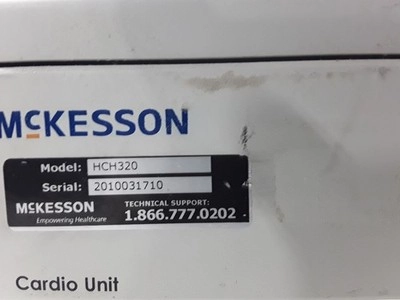 McKESSON
Model: HCH320
Serial: 2010031710
McKESSON
Empowering Healthcare
TECHNICAL SUPPORT:
1.866.777.0202
Cardio Unit